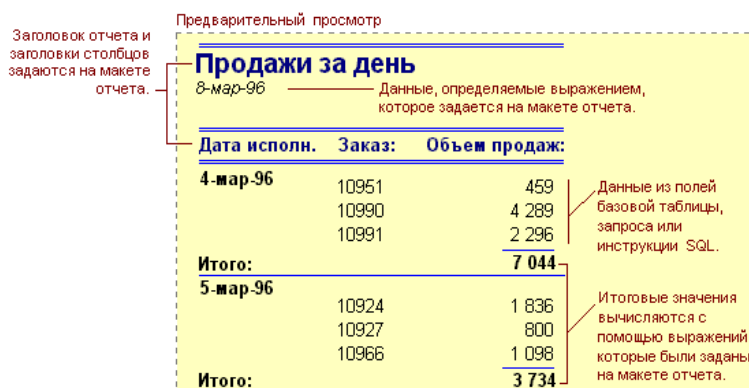 Предварительный просмотр
Заголовок отчета и
заголовки столбцов
задаются на макете
отчета.
Продажи за день
8-мар-96
Данные, определяемые выражением,
которое задается на макете отчета.
Дата исполн. Заказ: Объем продаж:
4-мар-96
10951 459
10990 4 289
10991 2 296
Итого: 7 044
Данные из полей
базовой таблицы,
запроса или
инструкции SQL.
5-мар-96
10924 1 836
10927 800
10966 1 098
Итого: 3 734
Итоговые значения
вычисляются с
помощью выражений
которые были заданы
на макете отчета.